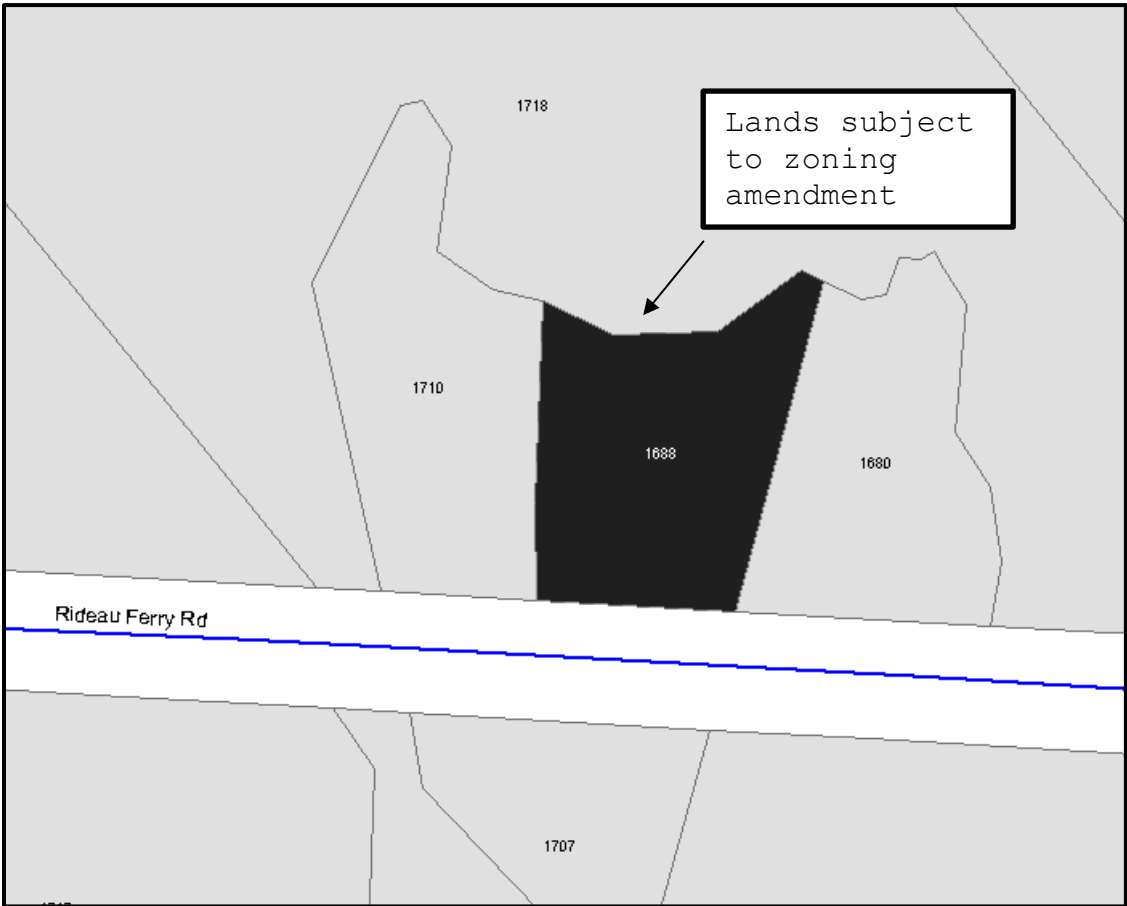 1718
Lands subject
to zoning
amendment
1710
1688
1680
Rideau Ferry Rd
1707